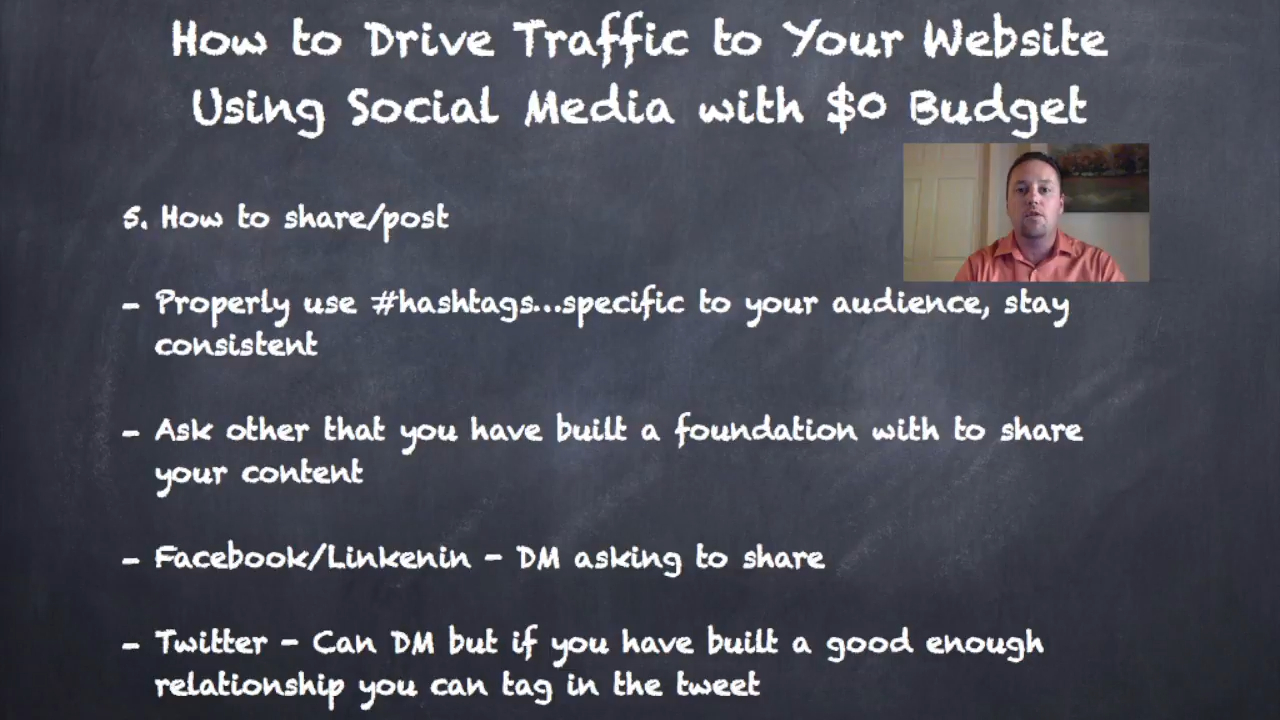 How to Drive Traffic to Your Website
Using Social Media with $0 Budget
5. How to share/post
- Properly use #hashtags...specific to your audience, stay
consistent
- Ask other that you have built a foundation with to share
your content
- Facebook/Linkenin - DM asking to share
- Twitter - Can DM but if you have built a good enough
relationship you can tag in the tweet